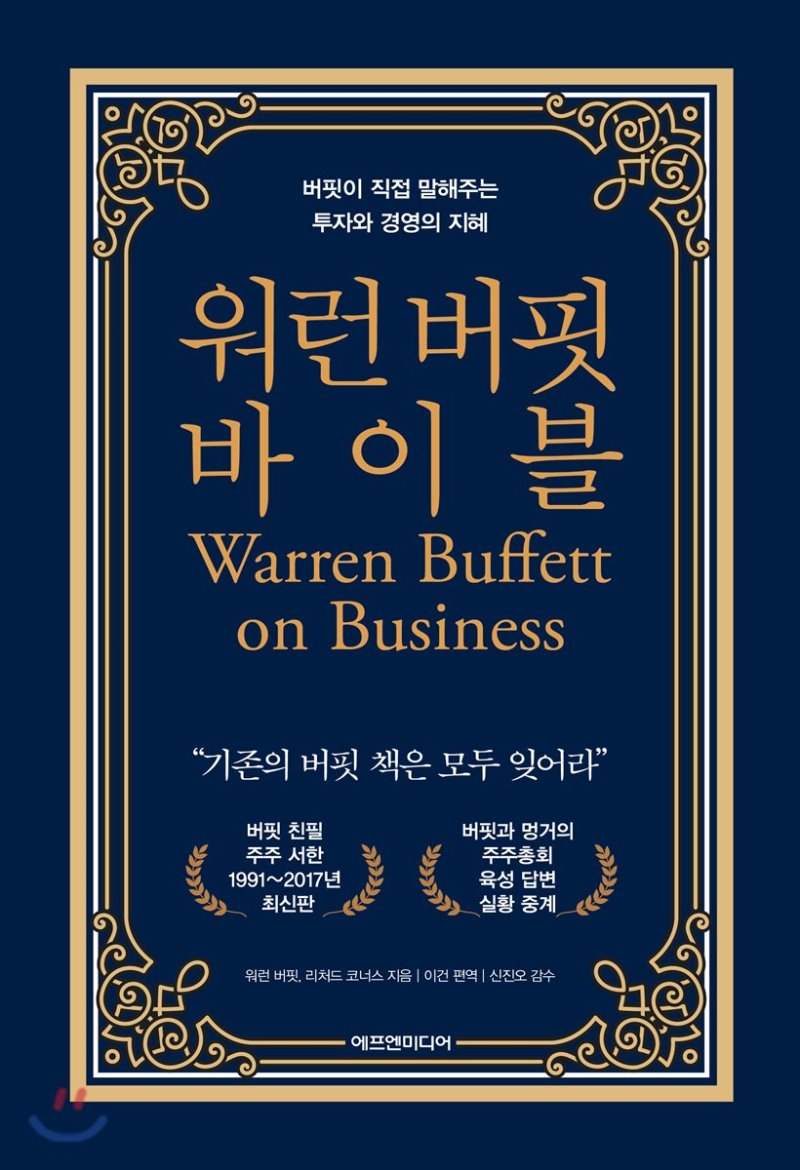 버핏이 직접 말해주는
투자와 경영의 지혜
워런 버핏
바이블
Warren Buffett
on Business
“기존의 버핏 책은 모두 잊어라”
버핏 친필
주주 서한
1991~2017년
최신판
버핏과 멍거의
주주총회
육성 답변
실황 중계
워런 버핏, 리처드 코너스 지음 | 이건 편역 | 신진오 감수
에프엔미디어